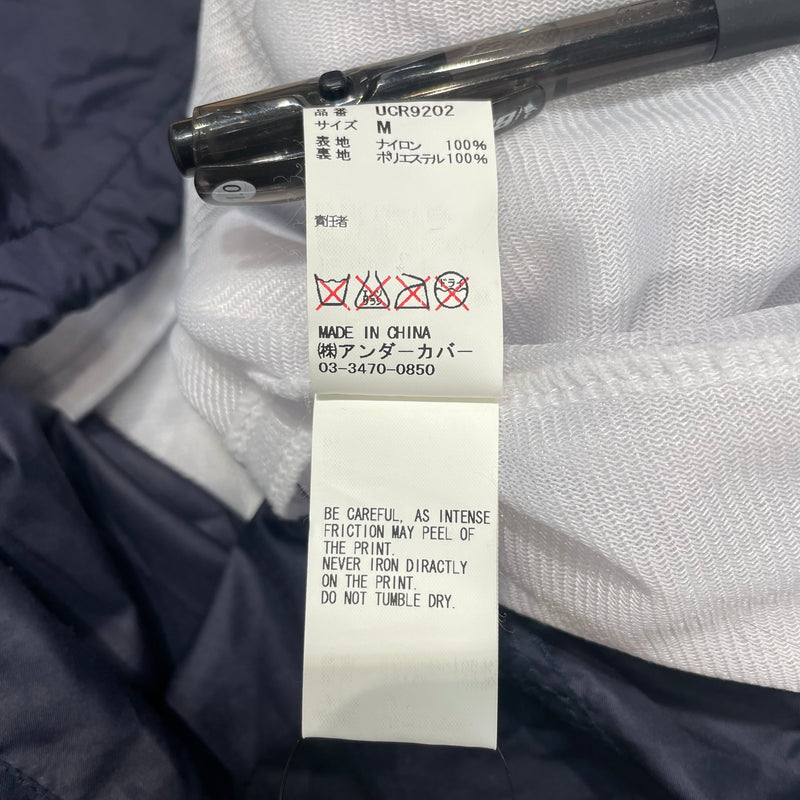 品番 UCR9202
サイズ M
表地 ナイロン 100%
裏地 ポリエステル100%
責任者
エンソ
ドライ
MADE IN CHINA
㈱アンダーカバー
03-3470-0850
BE CAREFUL, AS INTENSE
FRICTION MAY PEEL OF
THE PRINT.
NEVER IRON DIRACTLY
ON THE PRINT.
DO NOT TUMBLE DRY.